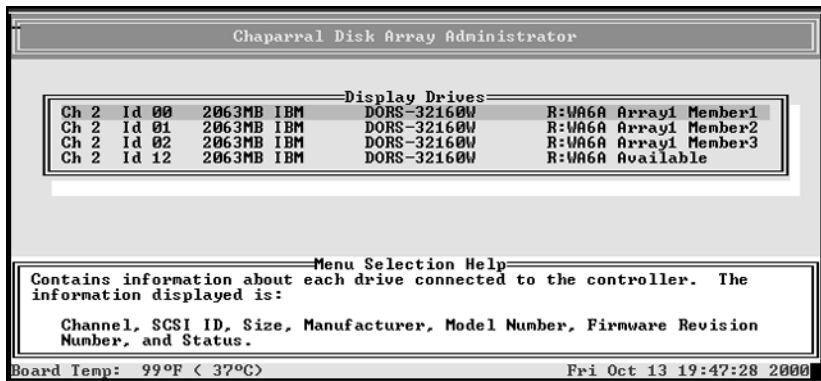 Chaparral Disk Array Administrator
Display Drives
Ch 2 Id 00 2063MB IBM DORS-32160W R:WA6A Array1 Member1
Ch 2 Id 01 2063MB IBM DORS-32160W R:WA6A Array1 Member2
Ch 2 Id 02 2063MB IBM DORS-32160W R:WA6A Array1 Member3
Ch 2 Id 12 2063MB IBM DORS-32160W R:WA6A Available
Menu Selection Help
Contains information about each drive connected to the controller. The
information displayed is:
Channel, SCSI ID, Size, Manufacturer, Model Number, Firmware Revision
Number, and Status.
Board Temp: 99ºF ( 37ºC) Fri Oct 13 19:47:28 2000